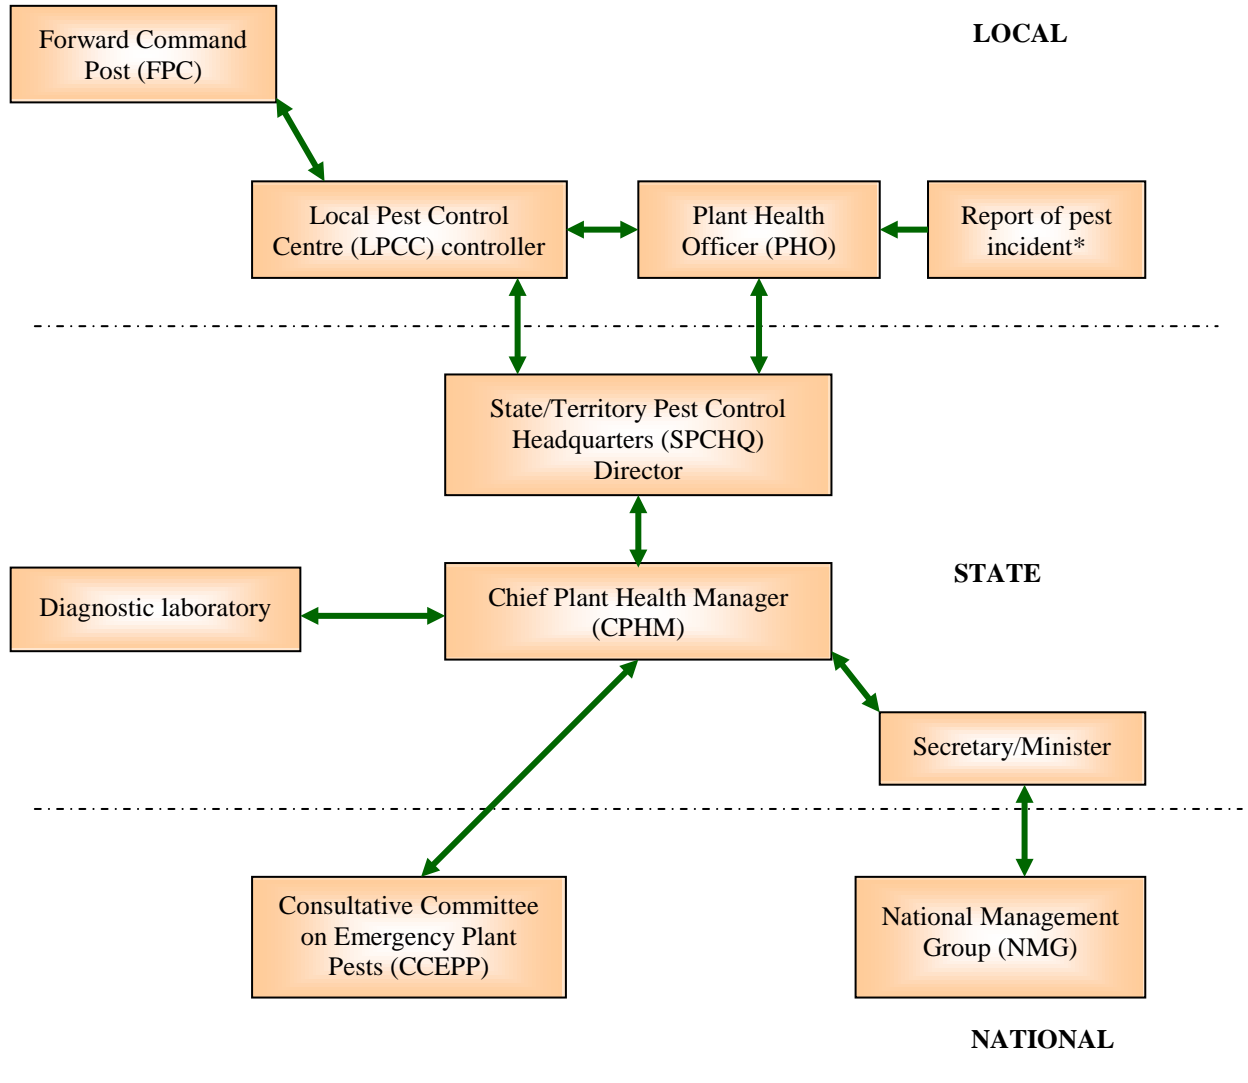 Forward Command
Post (FPC)
LOCAL
Local Pest Control
Centre (LPCC) controller
Plant Health
Officer (PHO)
Report of pest
incident*
State/Territory Pest Control
Headquarters (SPCHQ)
Director
Diagnostic laboratory
Chief Plant Health Manager
(CPHM)
STATE
Secretary/Minister
Consultative Committee
on Emergency Plant
Pests (CCEPP)
National Management
Group (NMG)
NATIONAL